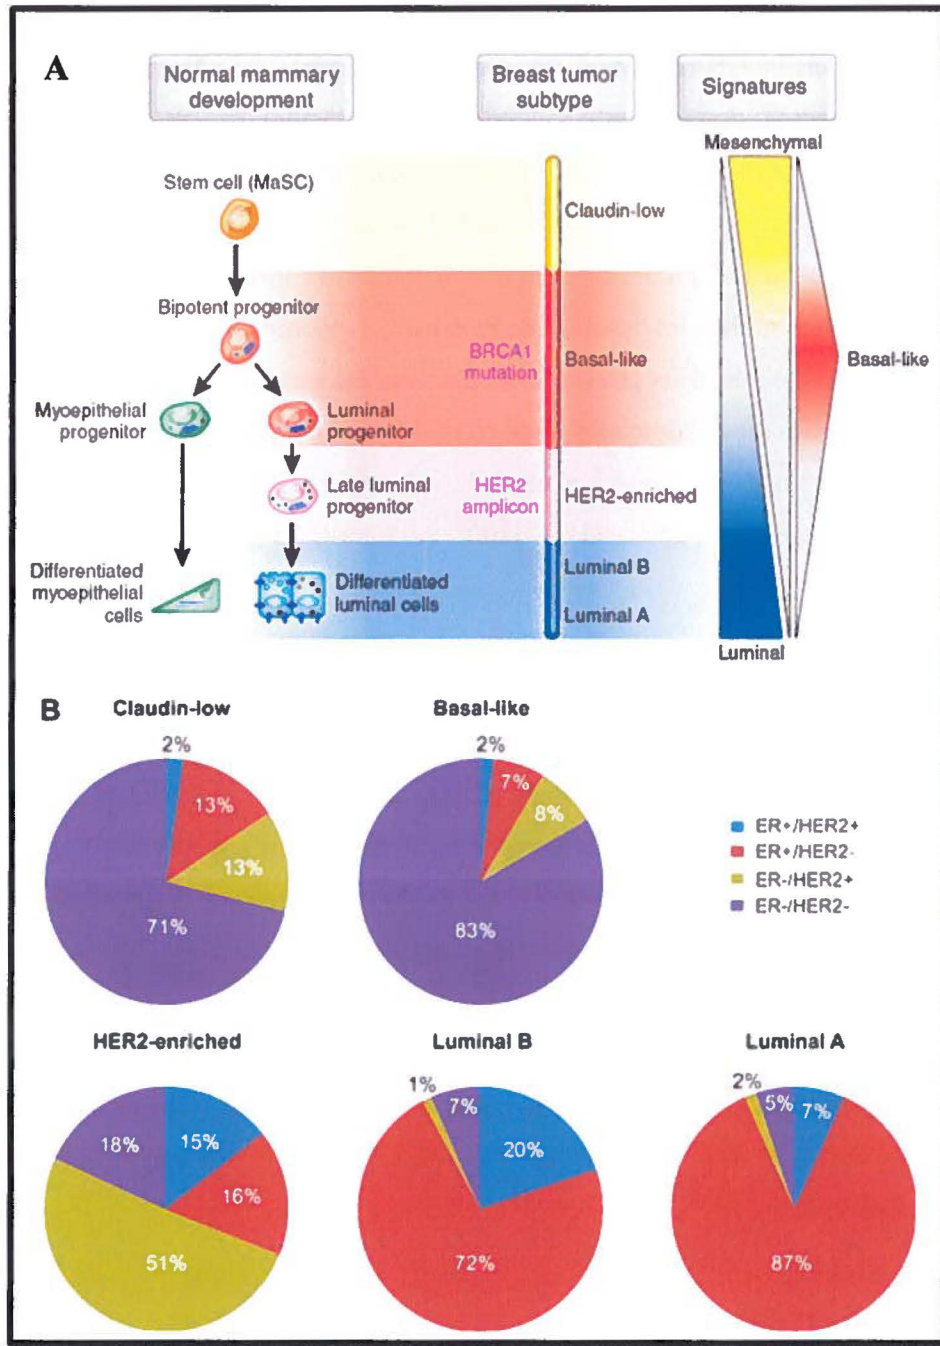 A
Normal mammary
development
Breast tumor
subtype
Signatures
Mesenchymal
Stem cell (MaSC)
Claudin-low
Bipotent progenitor
BRCA1
mutation
Basal-like
Basal-like
Myoepithelial
progenitor
Luminal
progenitor
Late luminal
progenitor
HER2
amplicon
HER2-enriched
Differentiated
myoepithelial
cells
Differentiated
luminal cells
Luminal B
Luminal A
Luminal
B
Claudin-low
2%
13%
13%
71%
Basal-like
2%
7%
8%
83%
ER+/HER2+
ER+/HER2-
ER-/HER2+
ER-/HER2-
HER2-enriched
18%
15%
16%
51%
Luminal B
1%
7%
20%
72%
Luminal A
2%
5%
7%
87%